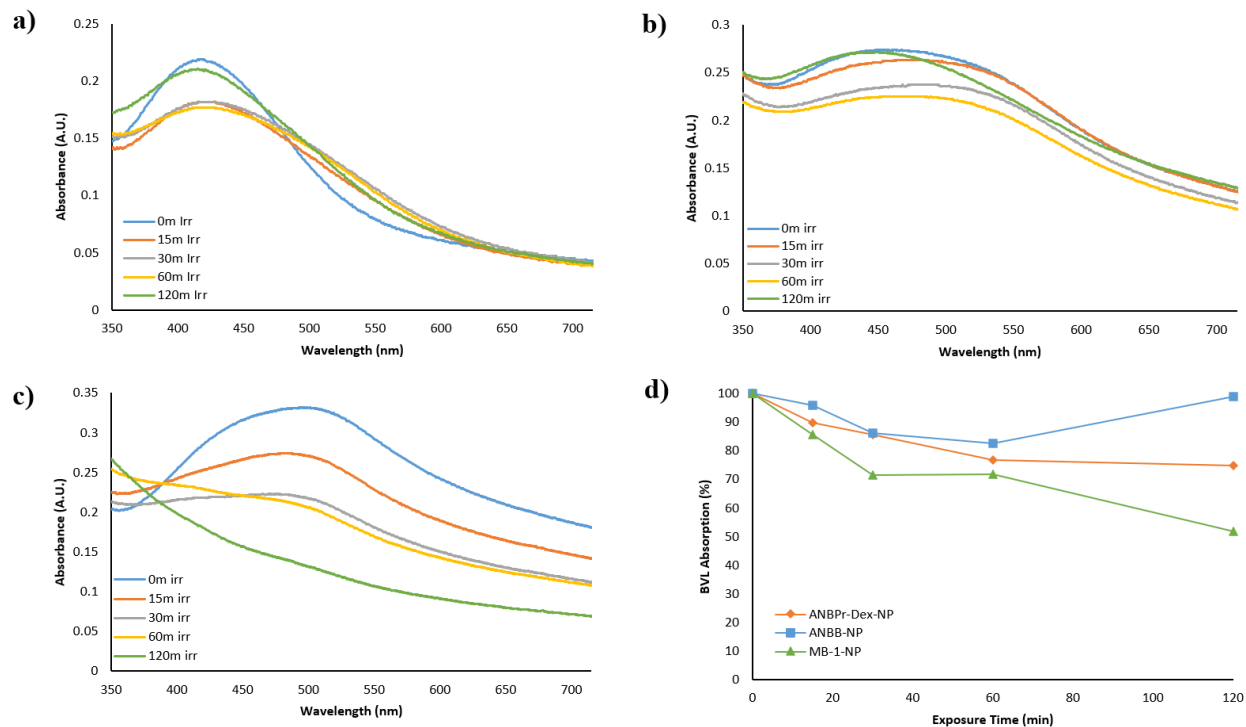 a)
0.25
0.2
0.15
0.1
0.05
0
Absorbance (A.U.)
0m Irr
15m Irr
30m Irr
60m Irr
120m Irr
350 400 450 500 550 600 650 700
Wavelength (nm)
b)
0.3
0.25
0.2
0.15
0.1
0.05
0
Absorbance (A.U.)
0m irr
15m irr
30m irr
60m irr
120m irr
350 400 450 500 550 600 650 700
Wavelength (nm)
c)
0.35
0.3
0.25
0.2
0.15
0.1
0.05
0
Absorbance (A.U.)
0m irr
15m irr
30m irr
60m irr
120m irr
350 400 450 500 550 600 650 700
Wavelength (nm)
d)
100
90
80
70
60
50
40
30
20
10
0
BVL Absorption (%)
ANBPr-Dex-NP
ANBB-NP
MB-1-NP
0 20 40 60 80 100 120
Exposure Time (min)